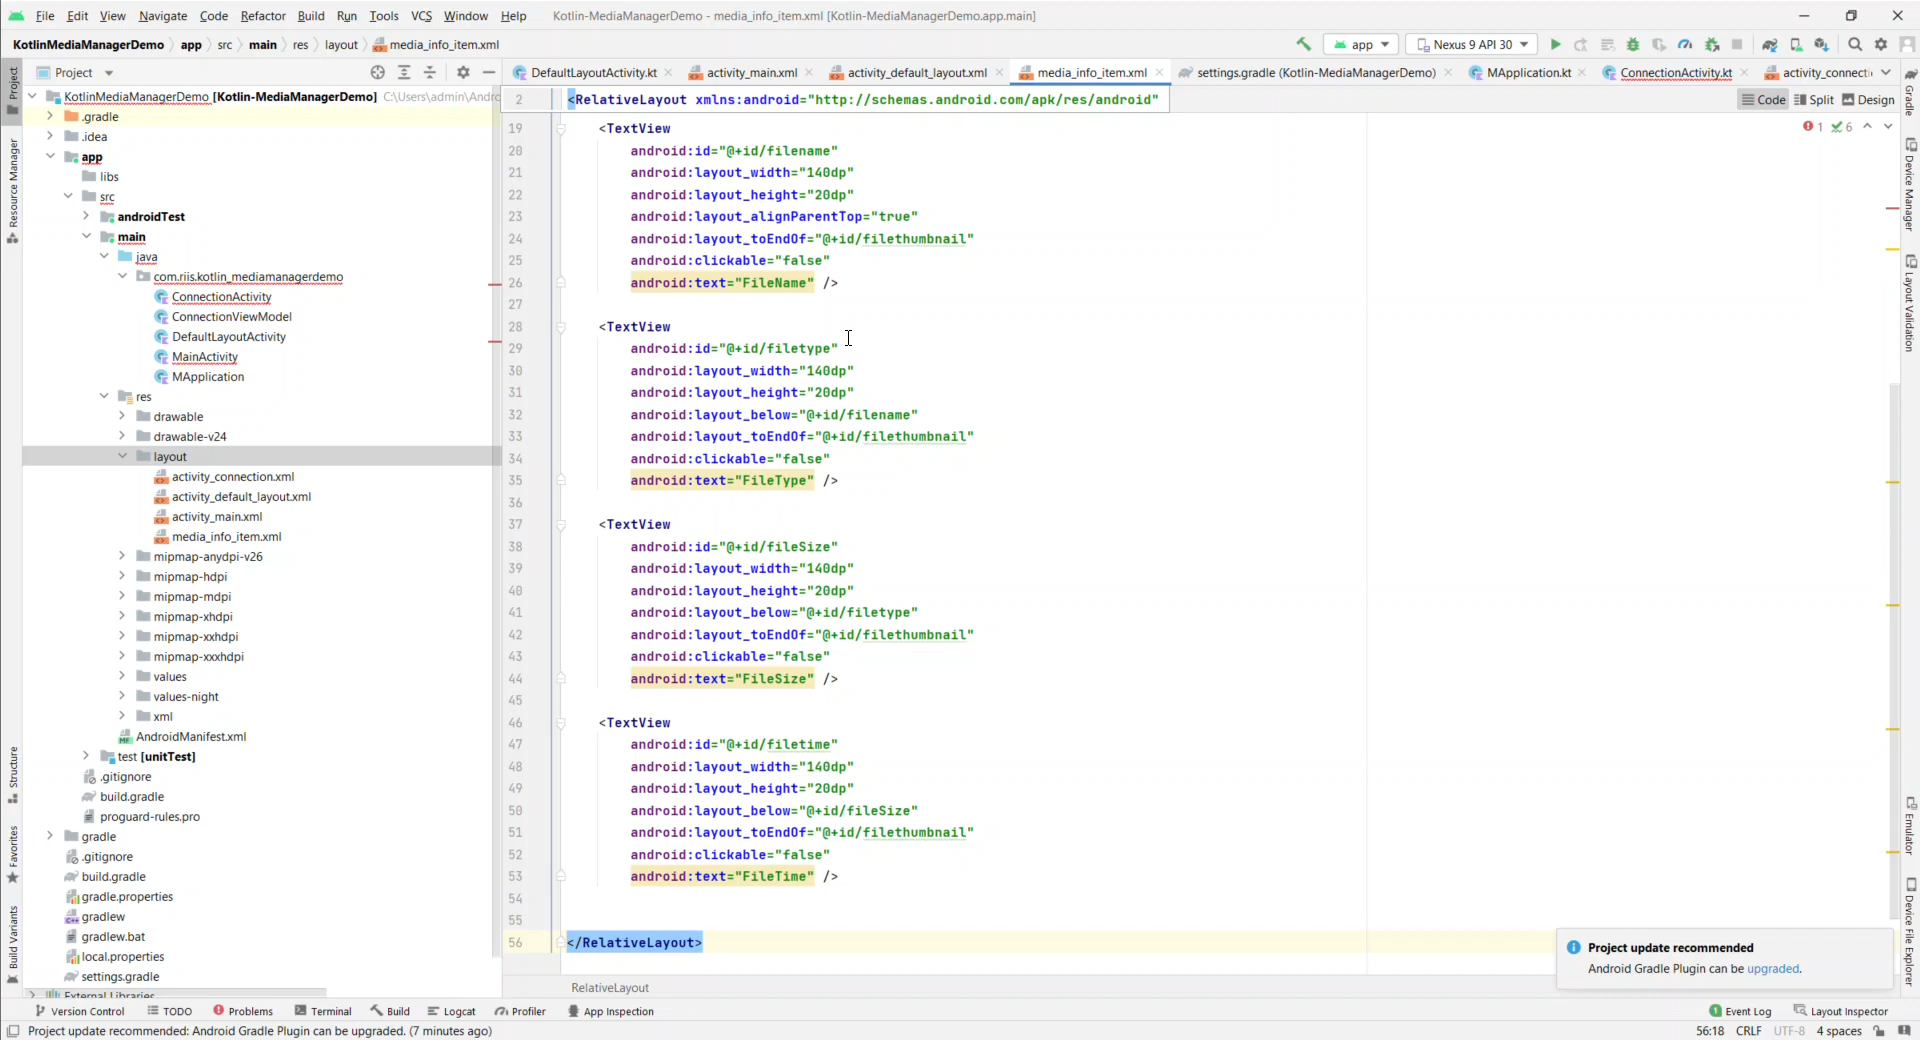 File Edit View Navigate Code Refactor Build Run Tools VCS Window Help Kotlin-MediaManagerDemo - media_info_item.xml [Kotlin-MediaManagerDemo.app.main]
KotlinMediaManagerDemo app src main res layout media_info_item.xml
app Nexus 9 API 30
Project
DefaultLayoutActivity.kt activity_main.xml activity_default_layout.xml media_info_item.xml settings.gradle (Kotlin-MediaManagerDemo) MApplication.kt ConnectionActivity.kt
Code Split Design
1 6
Project
Resource Manager
Structure
Favorites
Build Variants
KotlinMediaManagerDemo [Kotlin-MediaManagerDemo] C:\Users\admin\Andro
.gradle
.idea
app
libs
src
androidTest
main
java
com.riis.kotlin_mediamanagerdemo
ConnectionActivity
ConnectionViewModel
DefaultLayoutActivity
MainActivity
MApplication
res
drawable
drawable-v24
layout
activity_connection.xml
activity_default_layout.xml
activity_main.xml
media_info_item.xml
mipmap-anydpi-v26
mipmap-hdpi
mipmap-mdpi
mipmap-xhdpi
mipmap-xxhdpi
mipmap-xxxhdpi
values
values-night
xml
AndroidManifest.xml
test [unitTest]
.gitignore
build.gradle
proguard-rules.pro
gradle
.gitignore
build.gradle
gradle.properties
gradlew
gradlew.bat
local.properties
settings.gradle
External Libraries
2 <RelativeLayout xmlns:android="http://schemas.android.com/apk/res/android"
19 <TextView
20 android:id="@+id/filename"
21 android:layout_width="140dp"
22 android:layout_height="20dp"
23 android:layout_alignParentTop="true"
24 android:layout_toEndOf="@+id/filethumbnail"
25 android:clickable="false"
26 android:text="FileName" />
27
28 <TextView
29 android:id="@+id/filetype"
30 android:layout_width="140dp"
31 android:layout_height="20dp"
32 android:layout_below="@+id/filename"
33 android:layout_toEndOf="@+id/filethumbnail"
34 android:clickable="false"
35 android:text="FileType" />
36
37 <TextView
38 android:id="@+id/fileSize"
39 android:layout_width="140dp"
40 android:layout_height="20dp"
41 android:layout_below="@+id/filetype"
42 android:layout_toEndOf="@+id/filethumbnail"
43 android:clickable="false"
44 android:text="FileSize" />
45
46 <TextView
47 android:id="@+id/filetime"
48 android:layout_width="140dp"
49 android:layout_height="20dp"
50 android:layout_below="@+id/fileSize"
51 android:layout_toEndOf="@+id/filethumbnail"
52 android:clickable="false"
53 android:text="FileTime" />
54
55
56 </RelativeLayout>
RelativeLayout
Gradle
Device Manager
Layout Validation
Emulator
Device File Explorer
Project update recommended
Android Gradle Plugin can be upgraded.
Version Control TODO Problems Terminal Build Logcat Profiler App Inspection 1 Event Log Layout Inspector
Project update recommended: Android Gradle Plugin can be upgraded. (7 minutes ago) 56:18 CRLF UTF-8 4 spaces